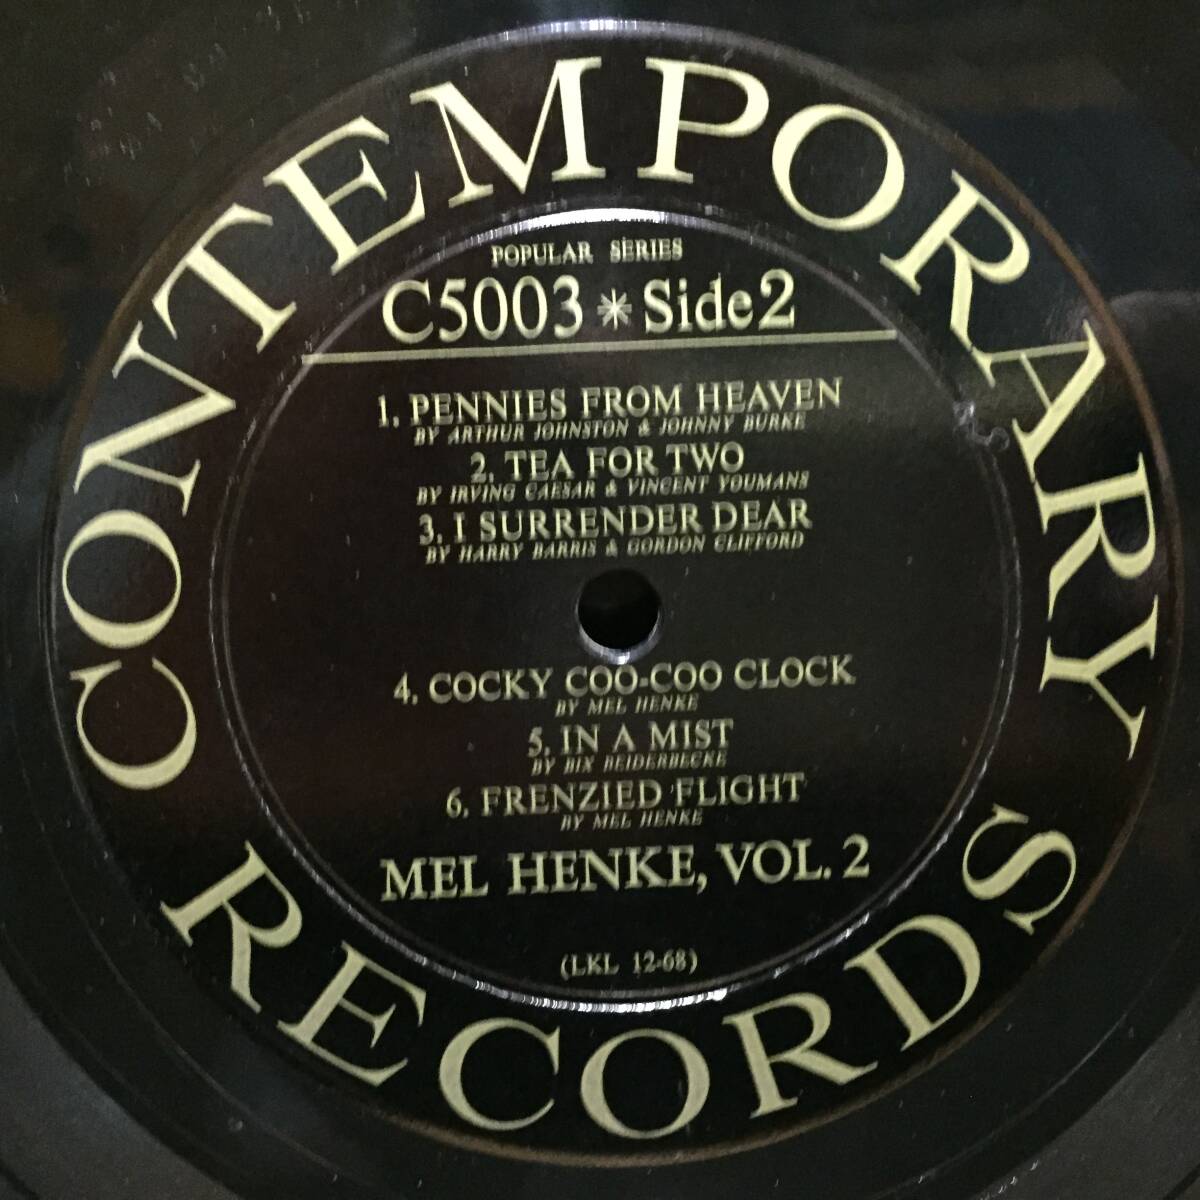 CONTEMPORARY
POPULAR SERIES
C5003 * Side 2
1. PENNIES FROM HEAVEN
BY ARTHUR JOHNSTON & JOHNNY BURKE
2. TEA FOR TWO
BY IRVING CAESAR & VINCENT YOUMANS
3. I SURRENDER DEAR
BY HARRY BARRIS & GORDON CLIFFORD
4. COCKY COO-COO CLOCK
BY MEL HENKE
5. IN A MIST
BY BIX BEIDERBECKE
6. FRENZIED FLIGHT
BY MEL HENKE
MEL HENKE, VOL. 2
(LKL 12-68)
RECORDS